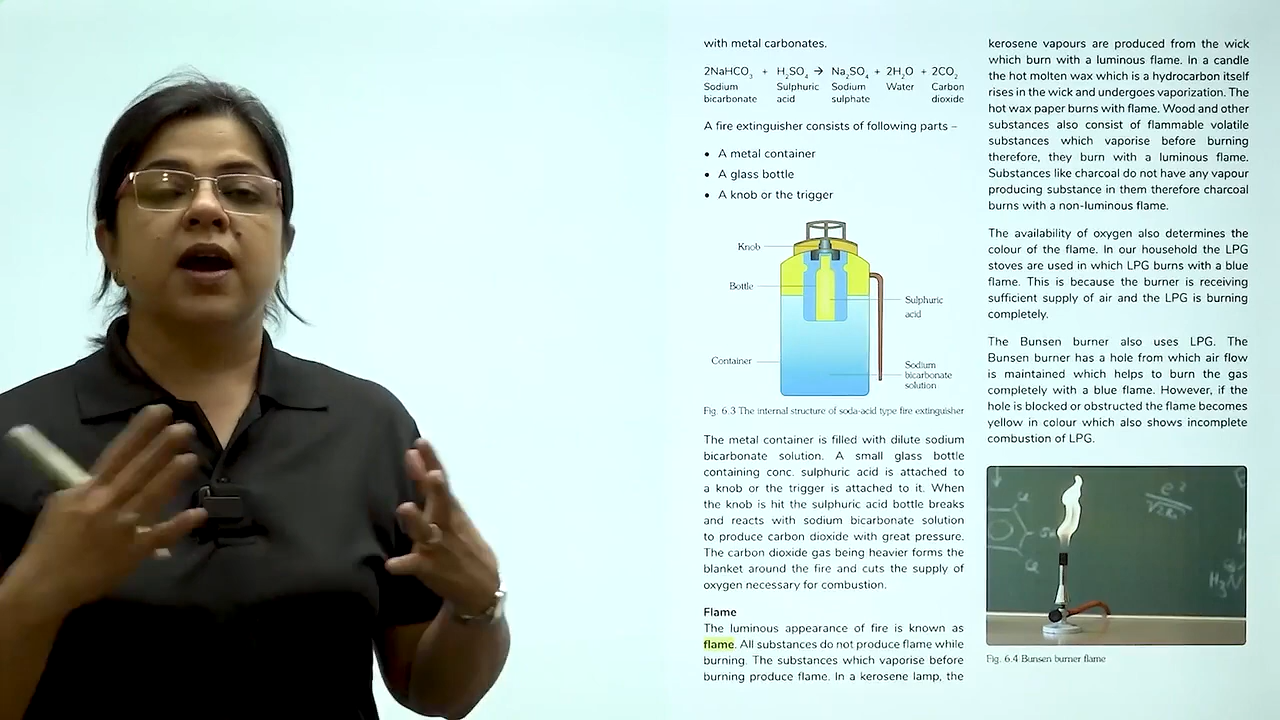 with metal carbonates.
2NaHCO₃ + H₂SO₄ → Na₂SO₄ + 2H₂O + 2CO₂
Sodium Sulphuric Sodium Water Carbon
bicarbonate acid sulphate dioxide
A fire extinguisher consists of following parts –
• A metal container
• A glass bottle
• A knob or the trigger
Knob
Bottle
Sulphuric
acid
Container
Sodium
bicarbonate
solution
Fig. 6.3 The internal structure of soda-acid type fire extinguisher
The metal container is filled with dilute sodium
bicarbonate solution. A small glass bottle
containing conc. sulphuric acid is attached to
a knob or the trigger is attached to it. When
the knob is hit the sulphuric acid bottle breaks
and reacts with sodium bicarbonate solution
to produce carbon dioxide with great pressure.
The carbon dioxide gas being heavier forms the
blanket around the fire and cuts the supply of
oxygen necessary for combustion.
Flame
The luminous appearance of fire is known as
flame. All substances do not produce flame while
burning. The substances which vaporise before
burning produce flame. In a kerosene lamp, the
kerosene vapours are produced from the wick
which burn with a luminous flame. In a candle
the hot molten wax which is a hydrocarbon itself
rises in the wick and undergoes vaporization. The
hot wax paper burns with flame. Wood and other
substances also consist of flammable volatile
substances which vaporise before burning
therefore, they burn with a luminous flame.
Substances like charcoal do not have any vapour
producing substance in them therefore charcoal
burns with a non-luminous flame.
The availability of oxygen also determines the
colour of the flame. In our household the LPG
stoves are used in which LPG burns with a blue
flame. This is because the burner is receiving
sufficient supply of air and the LPG is burning
completely.
The Bunsen burner also uses LPG. The
Bunsen burner has a hole from which air flow
is maintained which helps to burn the gas
completely with a blue flame. However, if the
hole is blocked or obstructed the flame becomes
yellow in colour which also shows incomplete
combustion of LPG.
Fig. 6.4 Bunsen burner flame